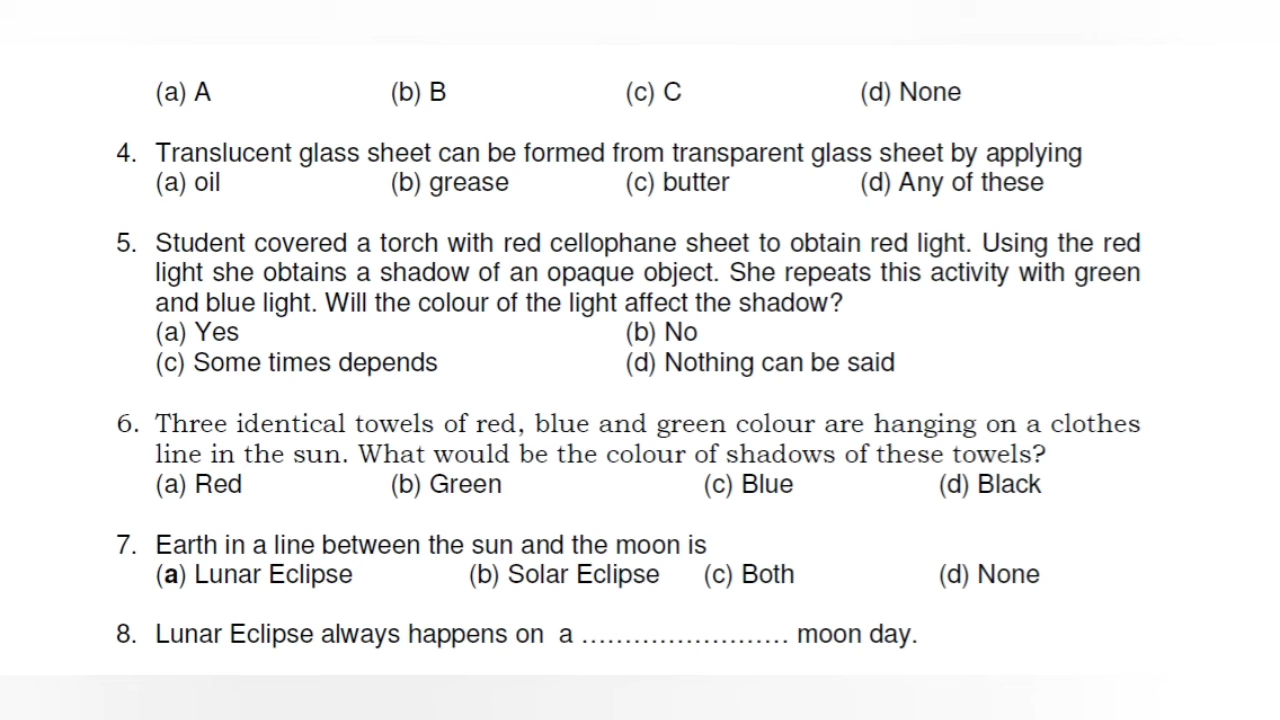 (a) A (b) B (c) C (d) None
4. Translucent glass sheet can be formed from transparent glass sheet by applying
(a) oil (b) grease (c) butter (d) Any of these
5. Student covered a torch with red cellophane sheet to obtain red light. Using the red
light she obtains a shadow of an opaque object. She repeats this activity with green
and blue light. Will the colour of the light affect the shadow?
(a) Yes (b) No
(c) Some times depends (d) Nothing can be said
6. Three identical towels of red, blue and green colour are hanging on a clothes
line in the sun. What would be the colour of shadows of these towels?
(a) Red (b) Green (c) Blue (d) Black
7. Earth in a line between the sun and the moon is
(a) Lunar Eclipse (b) Solar Eclipse (c) Both (d) None
8. Lunar Eclipse always happens on a ........................ moon day.